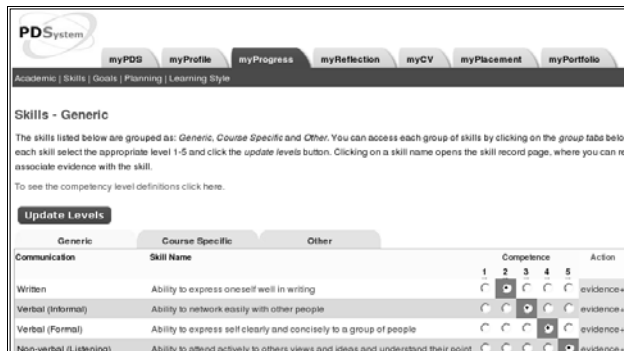 PDSystem
myPDS myProfile myProgress myReflection myCV myPlacement myPortfolio
Academic | Skills | Goals | Planning | Learning Style
Skills - Generic
The skills listed below are grouped as: Generic, Course Specific and Other. You can access each group of skills by clicking on the group tabs belo
each skill select the appropriate level 1-5 and click the update levels button. Clicking on a skill name opens the skill record page, where you can re
associate evidence with the skill.
To see the competency level definitions click here.
Update Levels
Generic Course Specific Other
Communication Skill Name Competence Action
1 2 3 4 5
Written Ability to express oneself well in writing evidence+
Verbal (Informal) Ability to network easily with other people evidence+
Verbal (Formal) Ability to express self clearly and concisely to a group of people evidence+
Non-verbal (Listening) Ability to attend actively to others views and ideas and understand their point evidence+